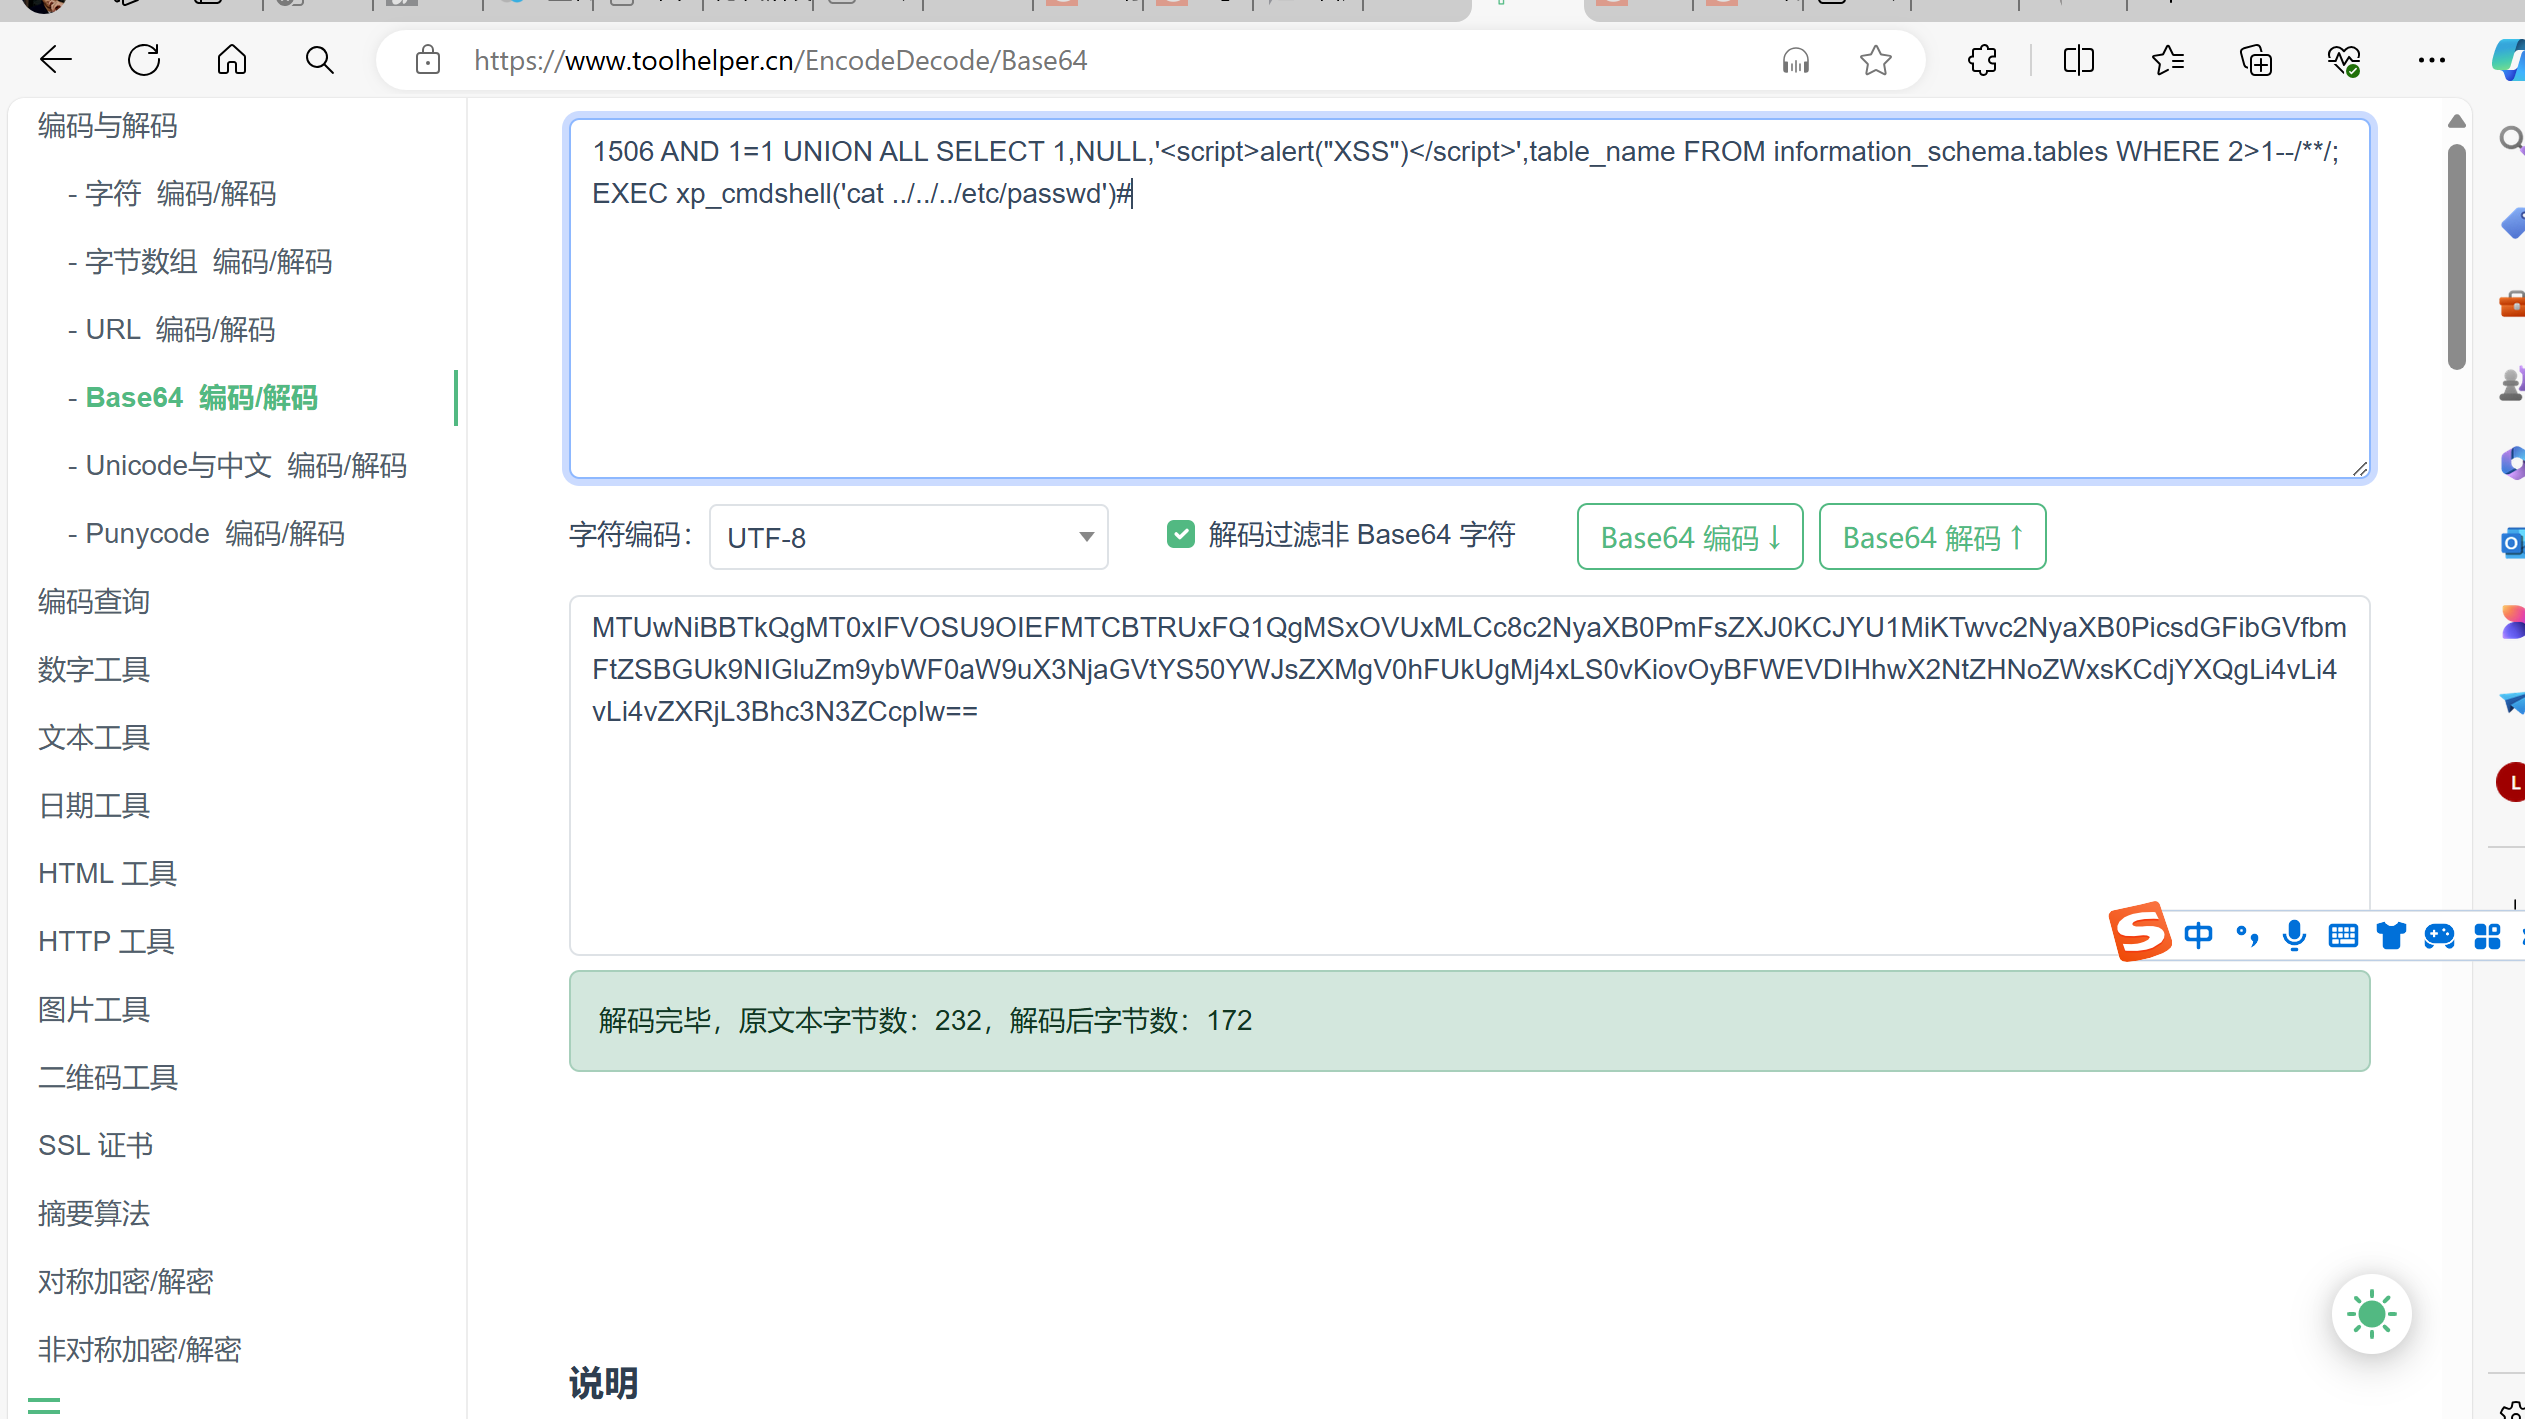 https://www.toolhelper.cn/EncodeDecode/Base64
编码与解码
- 字符 编码/解码
- 字节数组 编码/解码
- URL 编码/解码
- Base64 编码/解码
- Unicode与中文 编码/解码
- Punycode 编码/解码
编码查询
数字工具
文本工具
日期工具
HTML 工具
HTTP 工具
图片工具
二维码工具
SSL 证书
摘要算法
对称加密/解密
非对称加密/解密
1506 AND 1=1 UNION ALL SELECT 1,NULL,'<script>alert("XSS")</script>',table_name FROM information_schema.tables WHERE 2>1--/**/;
EXEC xp_cmdshell('cat ../../../etc/passwd')#
字符编码： UTF-8 解码过滤非 Base64 字符 Base64 编码↓ Base64 解码↑
MTUwNiBBTkQgMT0xIFVOSU9OIEFMTCBTRUxFQ1QgMSxOVUxMLCc8c2NyaXB0PmFsZXJ0KCJYU1MiKTwvc2NyaXB0PicsdGFibGVfbm
FtZSBGUk9NIGluZm9ybWF0aW9uX3NjaGVtYS50YWJsZXMgV0hFUkUgMj4xLS0vKiovOyBFWEVDIHhwX2NtZHNoZWxsKCdjYXQgLi4vLi4
vLi4vZXRjL3Bhc3N3ZCcpIw==
中
解码完毕，原文本字节数：232，解码后字节数：172
说明
L